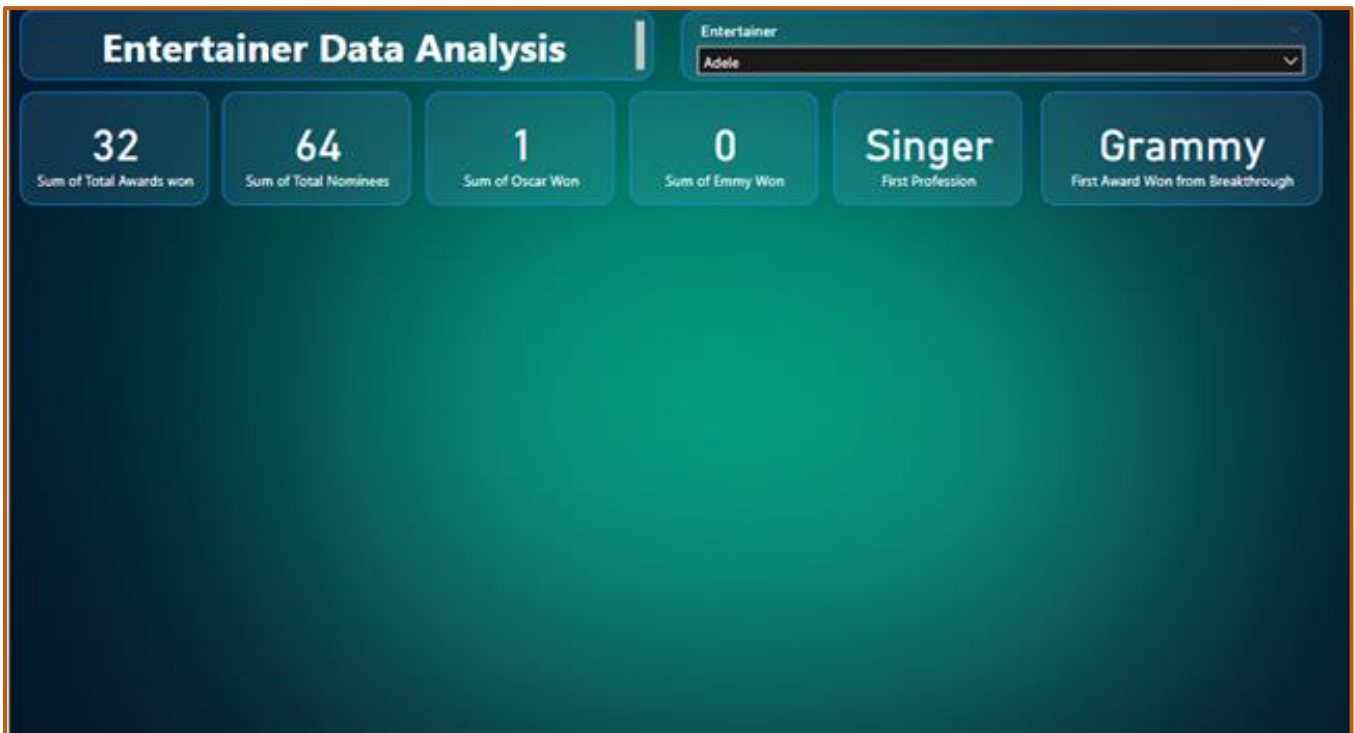 Entertainer Data Analysis
Entertainer
Adele
32
Sum of Total Awards won
64
Sum of Total Nominees
1
Sum of Oscar Won
0
Sum of Emmy Won
Singer
First Profession
Grammy
First Award Won from Breakthrough